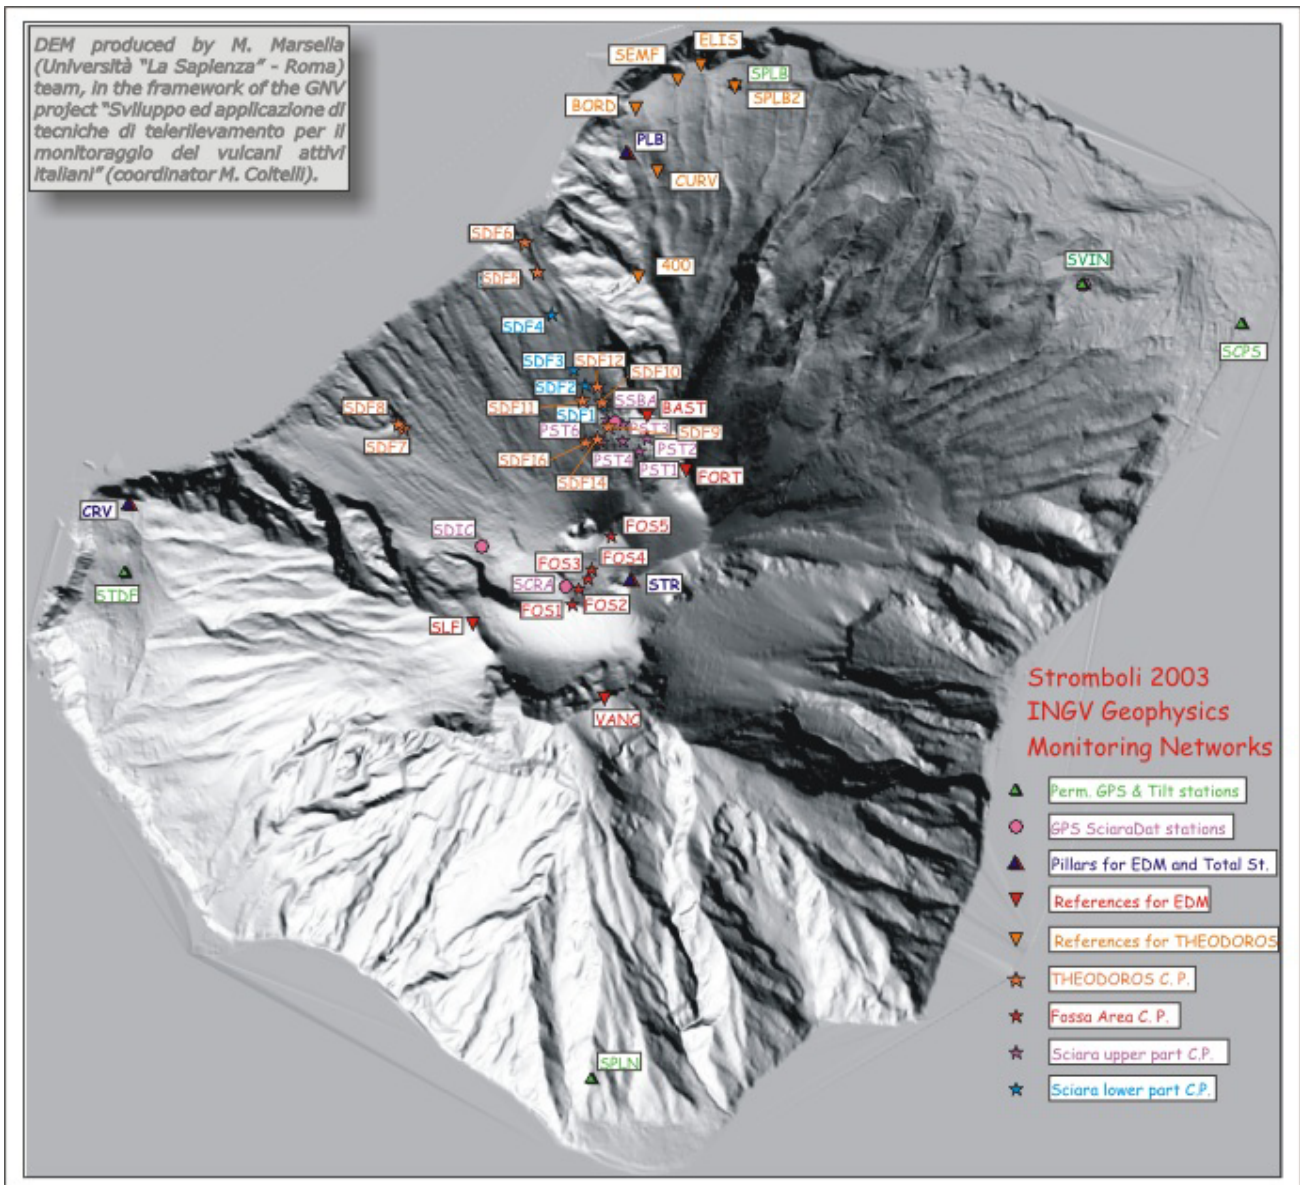 DEM produced by M. Marsella
(Università "La Sapienza" - Roma)
team, in the framework of the GNV
project "Sviluppo ed applicazione di
tecniche di telerilevamento per il
monitoraggio dei vulcani attivi
italiani" (coordinator M. Coltelli).
ELIS
SEMF
SPLB
SPLB2
BORD
PLB
CURV
SDF6
SDF5
400
SVIN
SDF4
SCPS
SDF3
SDF12
SDF10
SDF2
SSBA
SDF8
SDF11
SDF1
BAST
SDF7
PST6
PST3
SDF9
PST2
SDF16
PST4
PST1
FORT
SDF14
CRV
SDIC
FOS5
FOS3
FOS4
STDF
SCRA
STR
FOS1
FOS2
SLF
VANC
SPLN
Stromboli 2003
INGV Geophysics
Monitoring Networks
Perm. GPS & Tilt stations
GPS SciaraDat stations
Pillars for EDM and Total St.
References for EDM
References for THEODOROS
THEODOROS C. P.
Fossa Area C. P.
Sciara upper part C.P.
Sciara lower part C.P.